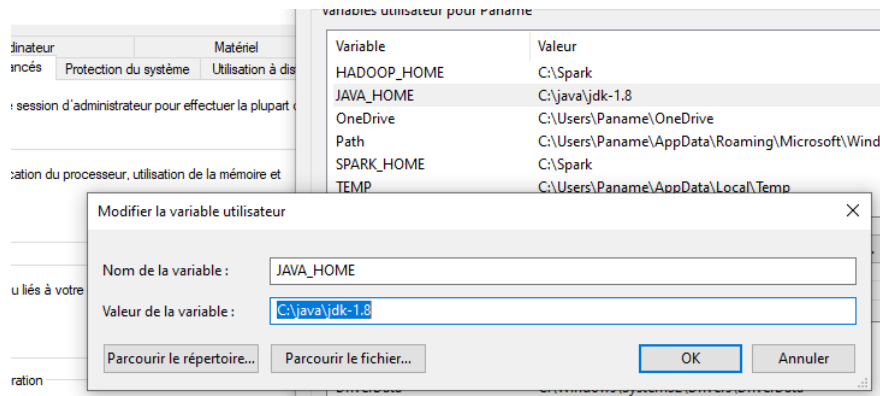 variables utilisateur pour Paname
dinateur Matériel
ancés Protection du système Utilisation à dis
session d'administrateur pour effectuer la plupart
cation du processeur, utilisation de la mémoire et
u liés à votre
ration
Variable Valeur
HADOOP_HOME C:\Spark
JAVA_HOME C:\java\jdk-1.8
OneDrive C:\Users\Paname\OneDrive
Path C:\Users\Paname\AppData\Roaming\Microsoft\Wind
SPARK_HOME C:\Spark
TEMP C:\Users\Paname\AppData\Local\Temp
Modifier la variable utilisateur
Nom de la variable : JAVA_HOME
Valeur de la variable : C:\java\jdk-1.8
Parcourir le répertoire... Parcourir le fichier... OK Annuler